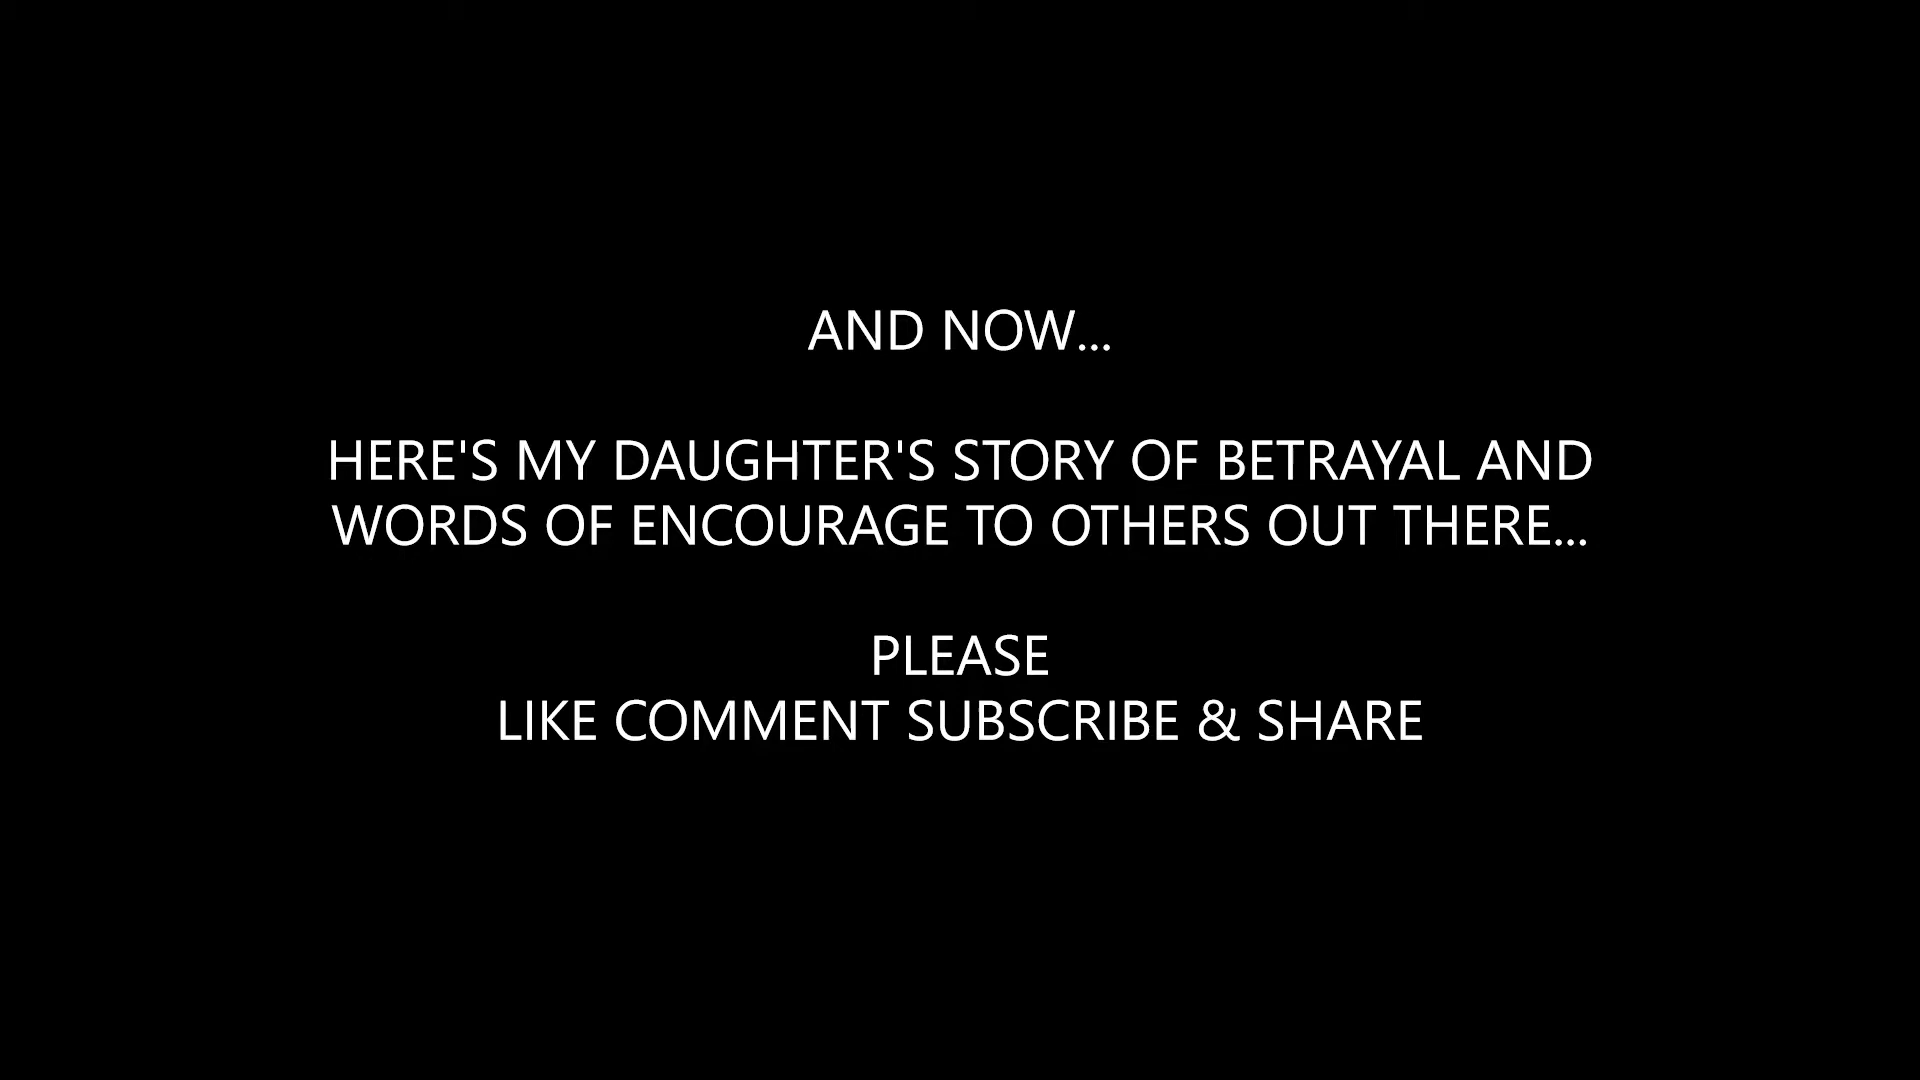 AND NOW...
HERE'S MY DAUGHTER'S STORY OF BETRAYAL AND
WORDS OF ENCOURAGE TO OTHERS OUT THERE...
PLEASE
LIKE COMMENT SUBSCRIBE & SHARE